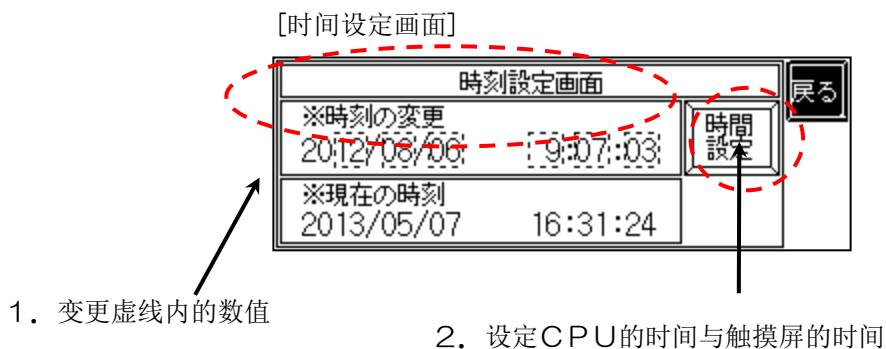 [时间设定画面]
時刻設定画面
戻る
※時刻の変更
2012/08/06 9:07:03
時間
設定
※現在の時刻
2013/05/07 16:31:24
1. 变更虚线内的数值
2. 设定CPU的时间与触摸屏的时间